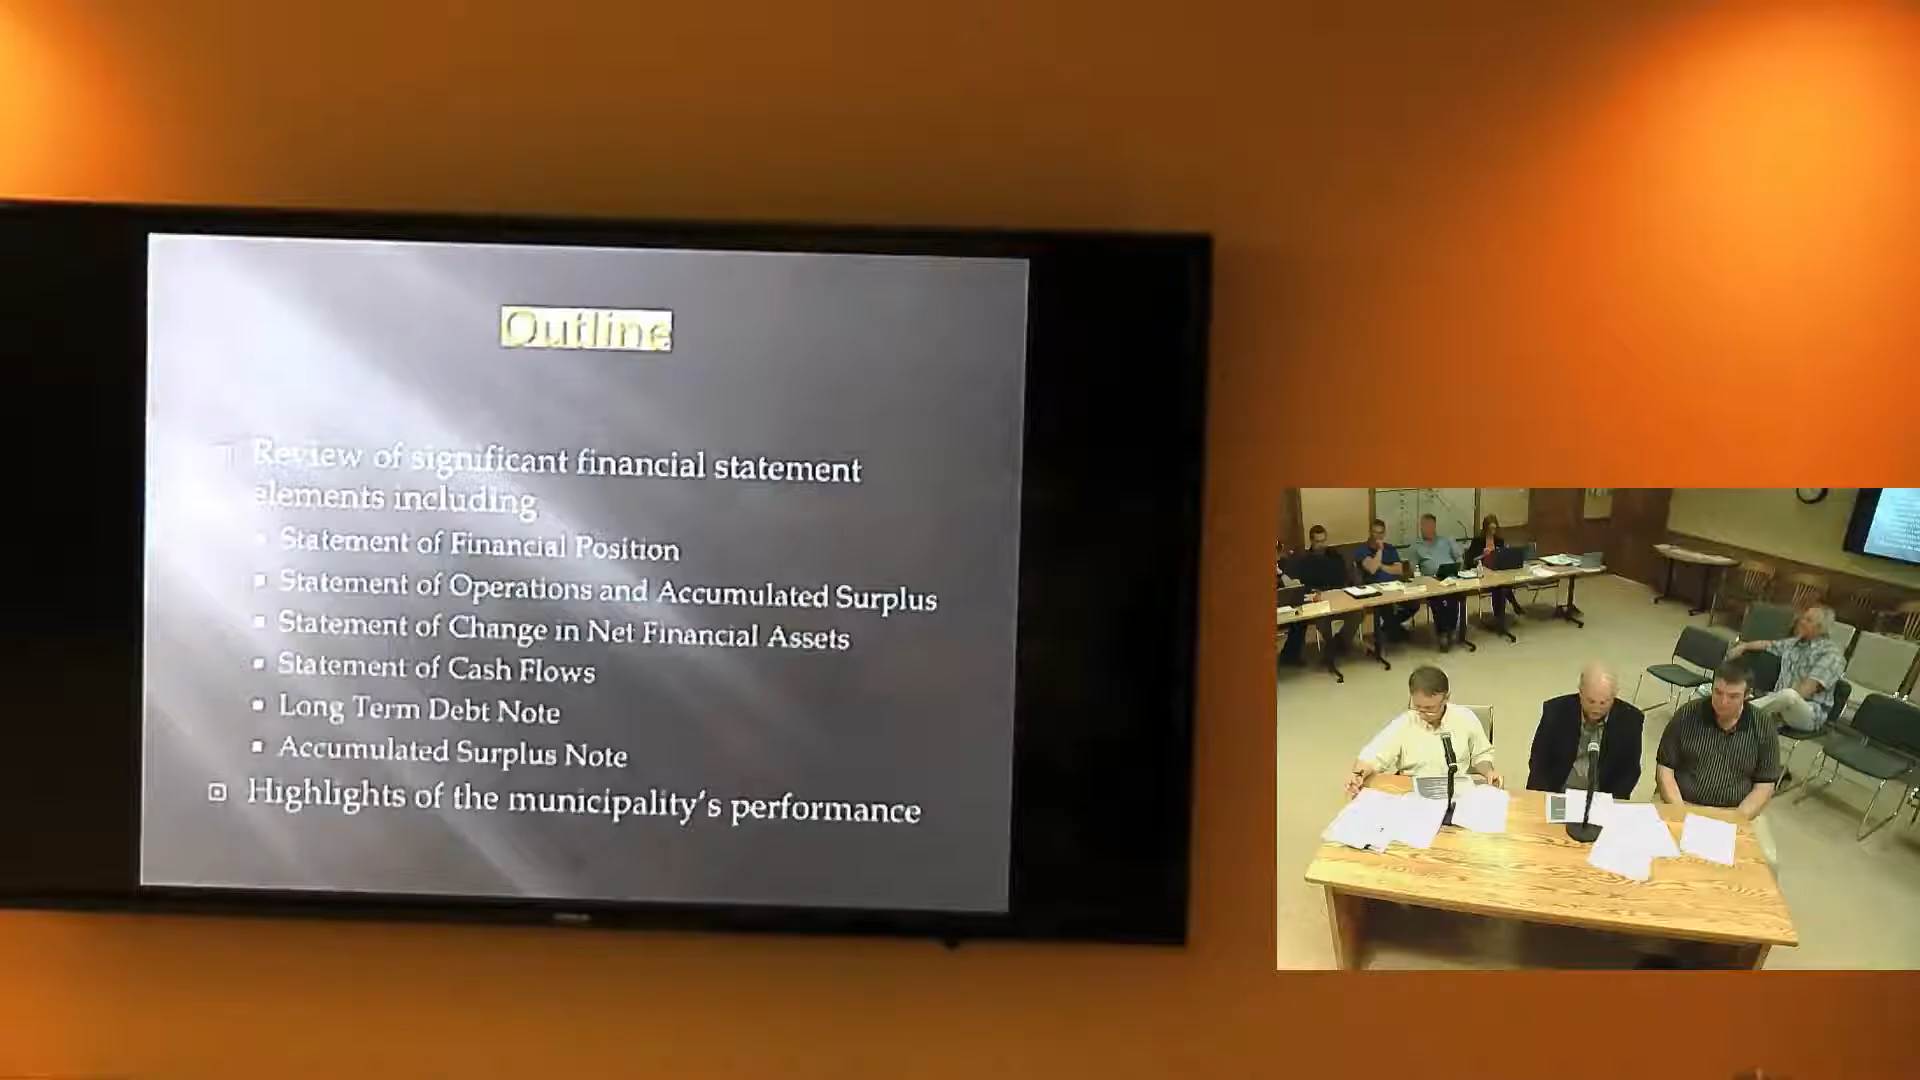 Outline
Review of significant financial statement
elements including
Statement of Financial Position
Statement of Operations and Accumulated Surplus
Statement of Change in Net Financial Assets
Statement of Cash Flows
Long Term Debt Note
Accumulated Surplus Note
Highlights of the municipality's performance